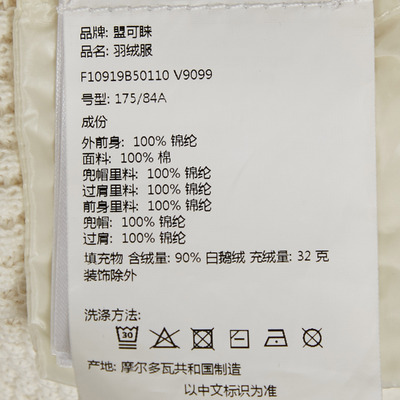 品牌: 盟可睐
品名: 羽绒服
F10919B50110 V9099
号型: 175/84A
成份
外前身: 100% 锦纶
面料: 100% 棉
兜帽里料: 100% 锦纶
过肩里料: 100% 锦纶
前身里料: 100% 锦纶
兜帽: 100% 锦纶
过肩: 100% 锦纶
填充物 含绒量: 90% 白鹅绒 充绒量: 32 克
装饰除外
洗涤方法:
30
产地: 摩尔多瓦共和国制造
以中文标识为准